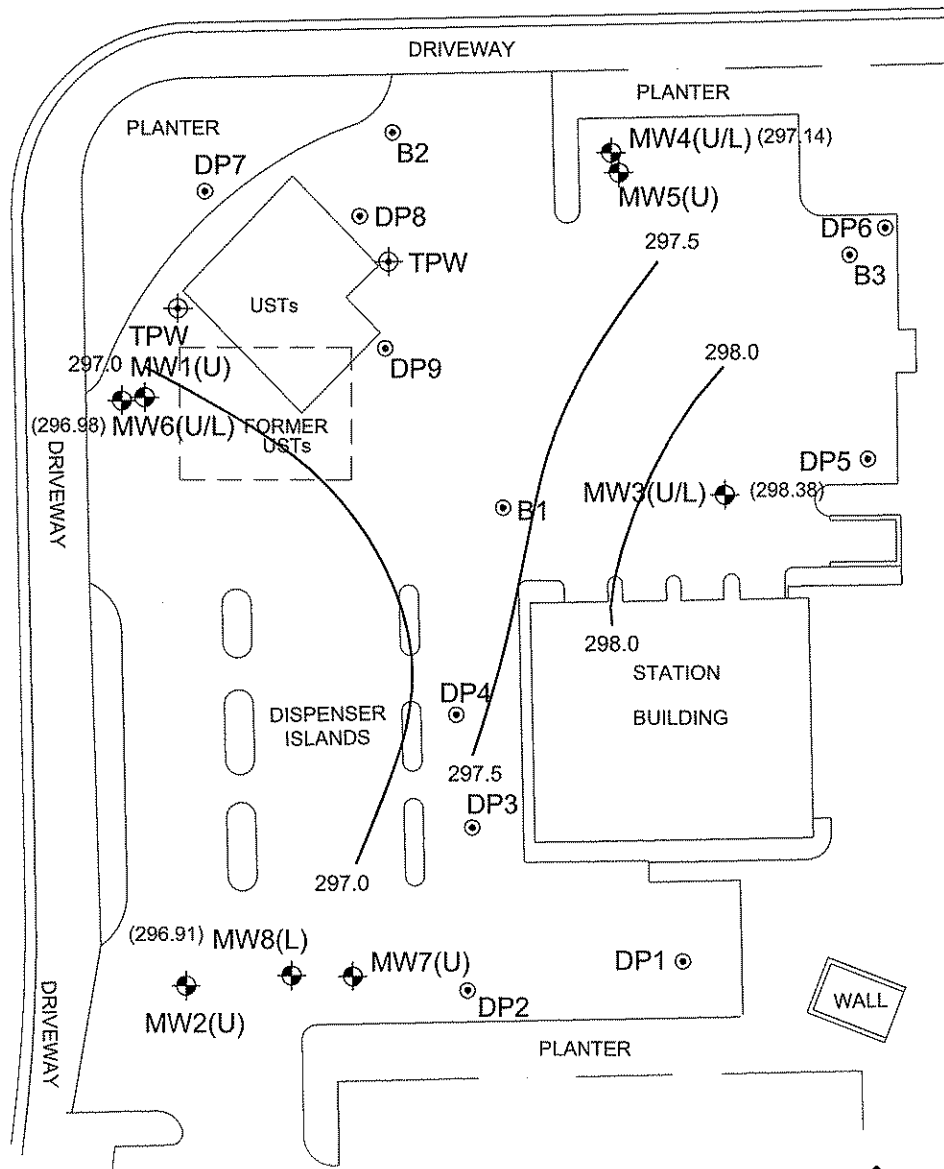 DRIVEWAY
PLANTER
PLANTER
MW4(U/L) (297.14)
B2
DP7
MW5(U)
DP8
DP6
297.5
B3
TPW
USTs
TPW
298.0
DP9
297.0 MW1(U)
(296.98) MW6(U/L)
FORMER
USTs
DRIVEWAY
DP5
MW3(U/L) (298.38)
B1
298.0
STATION
BUILDING
DP4
DISPENSER
ISLANDS
297.5
DP3
297.0
(296.91) MW8(L)
MW7(U)
DP1
DP2
MW2(U)
WALL
DRIVEWAY
PLANTER